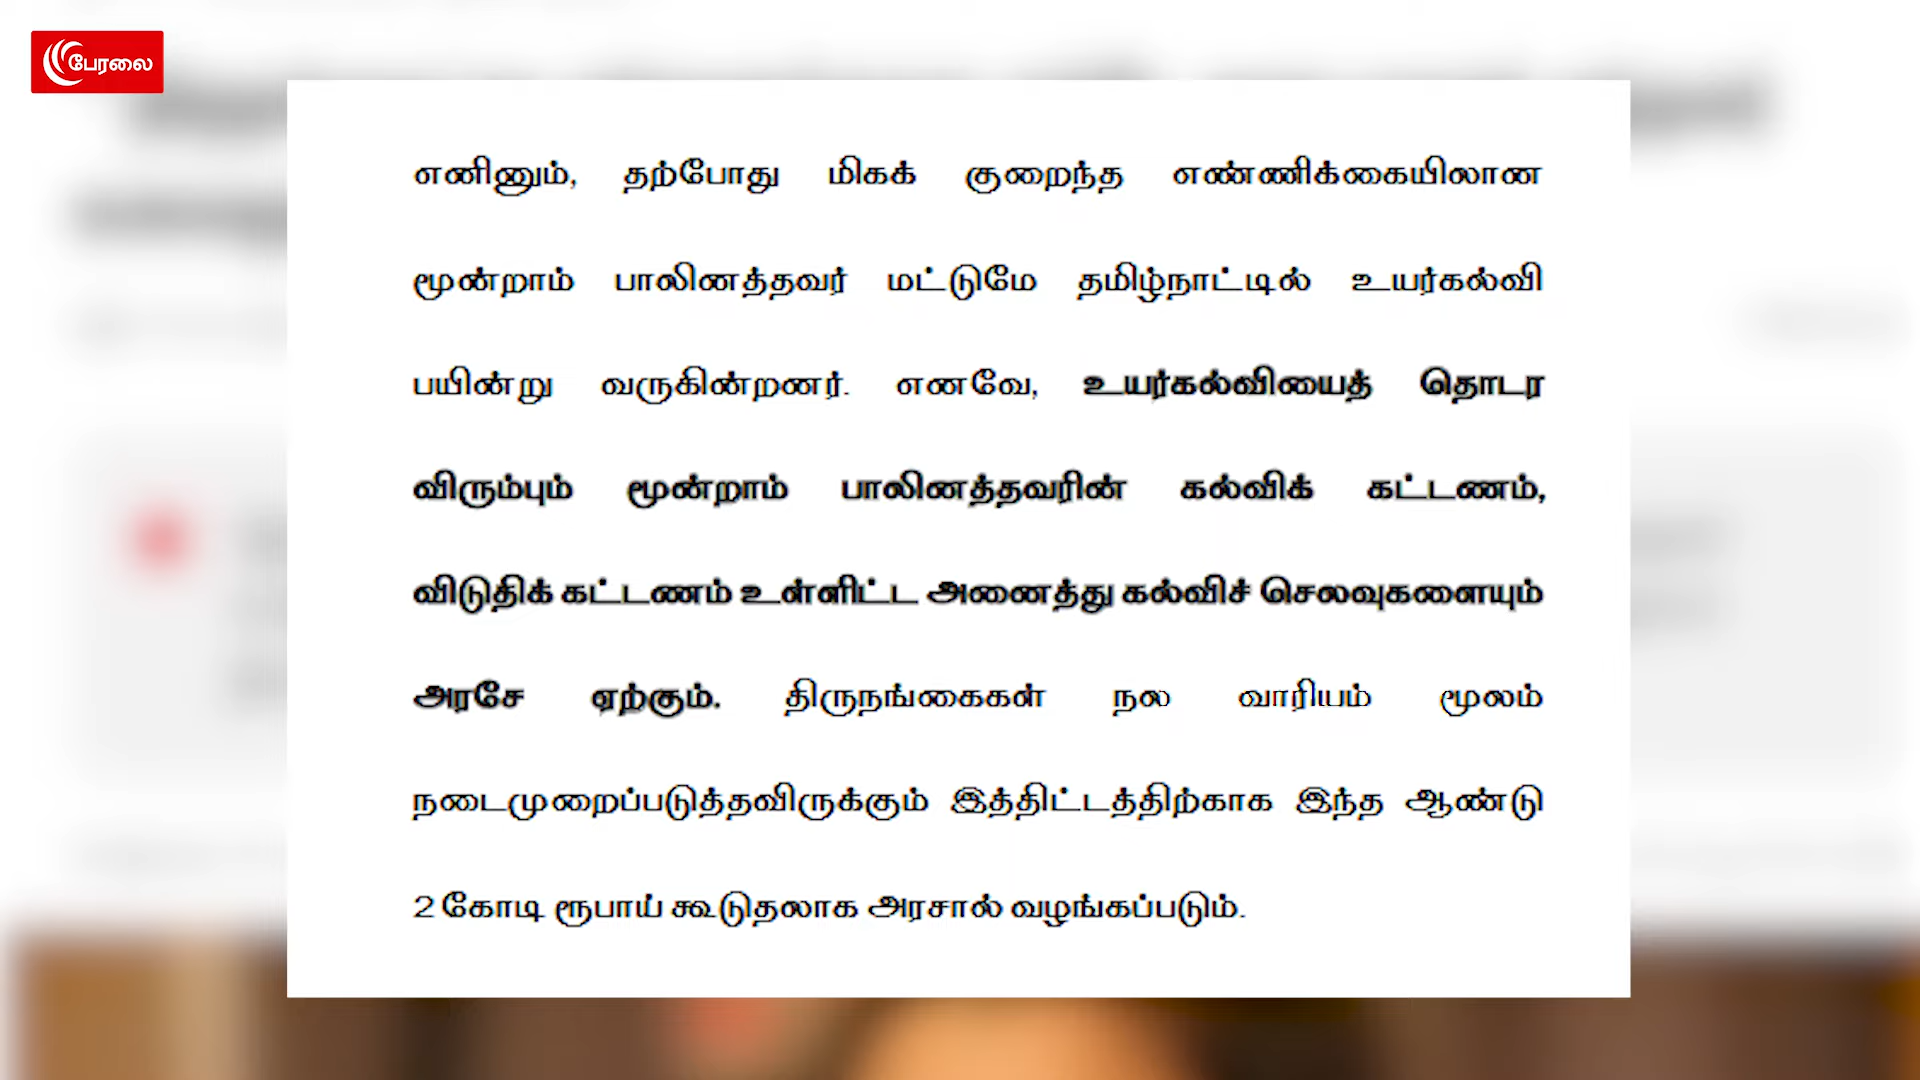 பேரலை
எனினும், தற்போது மிகக் குறைந்த எண்ணிக்கையிலான
மூன்றாம் பாலினத்தவர் மட்டுமே தமிழ்நாட்டில் உயர்கல்வி
பயின்று வருகின்றனர். எனவே, உயர்கல்வியைத் தொடர
விரும்பும் மூன்றாம் பாலினத்தவரின் கல்விக் கட்டணம்,
விடுதிக் கட்டணம் உள்ளிட்ட அனைத்து கல்விச் செலவுகளையும்
அரசே ஏற்கும். திருநங்கைகள் நல வாரியம் மூலம்
நடைமுறைப்படுத்தவிருக்கும் இத்திட்டத்திற்காக இந்த ஆண்டு
2 கோடி ரூபாய் கூடுதலாக அரசால் வழங்கப்படும்.